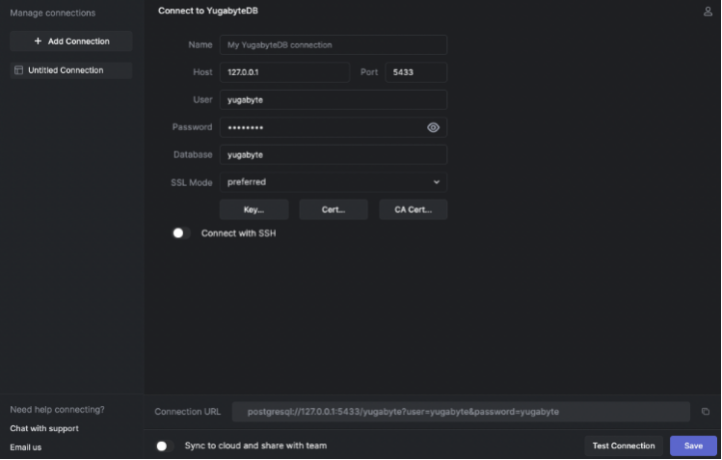 Manage connections
+ Add Connection
Untitled Connection
Need help connecting?
Chat with support
Email us
Connect to YugabyteDB
Name My YugabyteDB connection
Host 127.0.0.1 Port 5433
User yugabyte
Password ••••••••
Database yugabyte
SSL Mode preferred
Key... Cert... CA Cert...
Connect with SSH
Connection URL postgresql://127.0.0.1:5433/yugabyte?user=yugabyte&password=yugabyte
Sync to cloud and share with team Test Connection Save